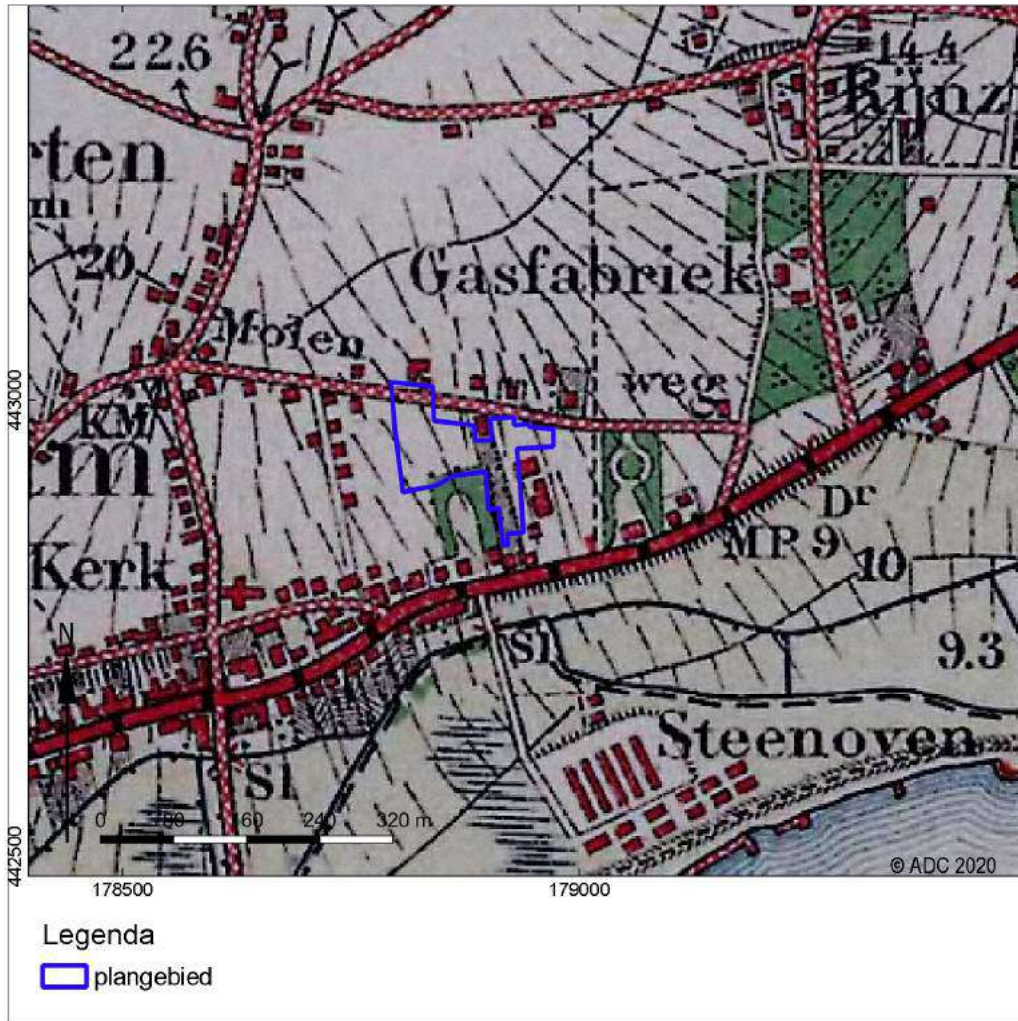 22.6
14.4
Rijnz
rten
m
20
Gasfabriek
Molen
weg
443000
KM
m
Dr
MP 9
Kerk
10
N
Sl
9.3
Steenoven
Sl
0 80 160 240 320 m
442500
© ADC 2020
178500
179000
Legenda
plangebied